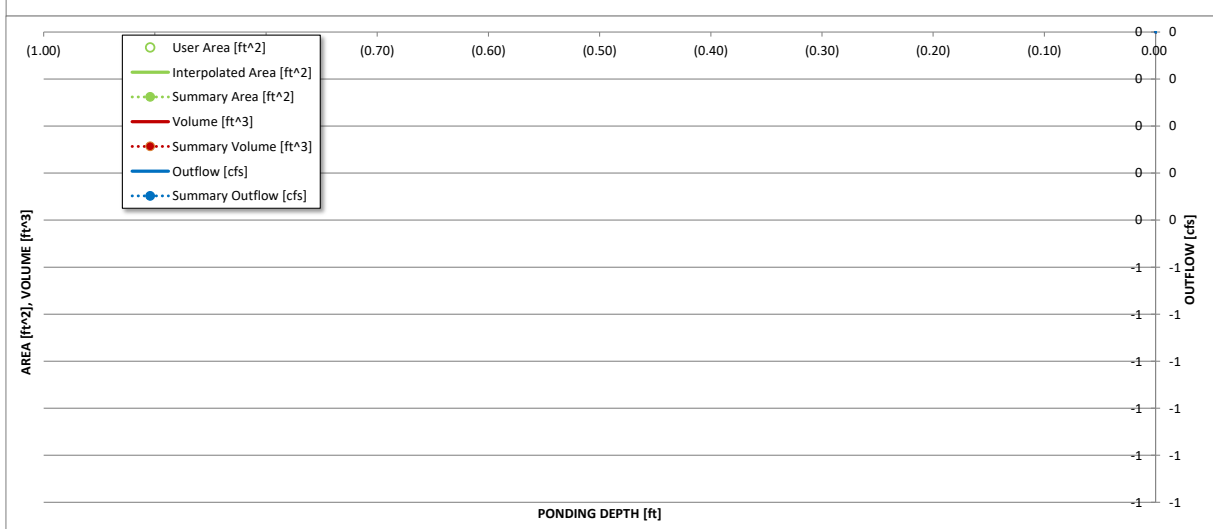 (1.00) (0.70) (0.60) (0.50) (0.40) (0.30) (0.20) (0.10) 0.00
User Area [ft^2]
Interpolated Area [ft^2]
Summary Area [ft^2]
Volume [ft^3]
Summary Volume [ft^3]
Outflow [cfs]
Summary Outflow [cfs]
AREA [ft^2], VOLUME [ft^3]
0 0
0 0
0 0
0 0
0 0
-1 -1
-1 -1
-1 -1
-1 -1
-1 -1
-1 -1
OUTFLOW [cfs]
PONDING DEPTH [ft]